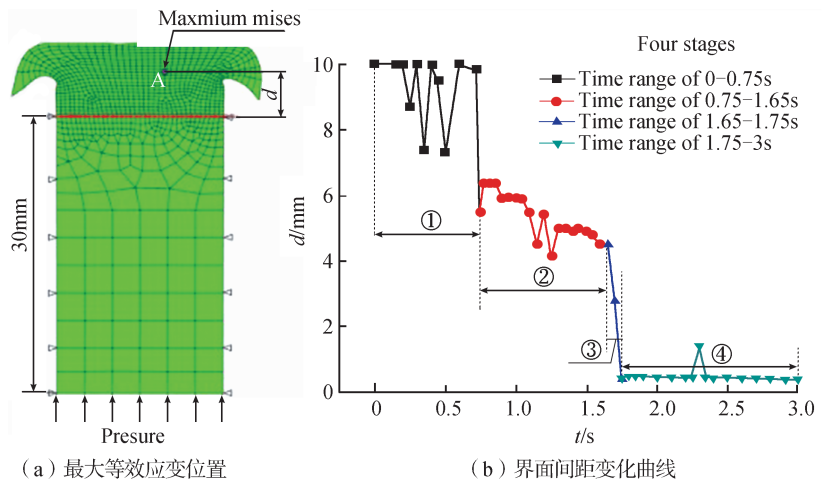 Maxmium mises
A
d
30mm
Presure
(a)最大等效应变位置
Four stages
Time range of 0-0.75s
Time range of 0.75-1.65s
Time range of 1.65-1.75s
Time range of 1.75-3s
10
8
6
4
2
0
d/mm
①
②
③
④
0 0.5 1.0 1.5 2.0 2.5 3.0
t/s
(b)界面间距变化曲线